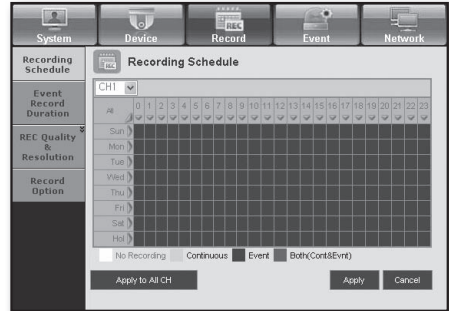 System Device Record Event Network
REC
Recording
Schedule
Event
Record
Duration
REC Quality
&
Resolution
Record
Option
REC Recording Schedule
CH1
All 0 1 2 3 4 5 6 7 8 9 10 11 12 13 14 15 16 17 18 19 20 21 22 23
Sun
Mon
Tue
Wed
Thu
Fri
Sat
Hol
No Recording Continuous Event Both(Cont&Evnt)
Apply to All CH Apply Cancel